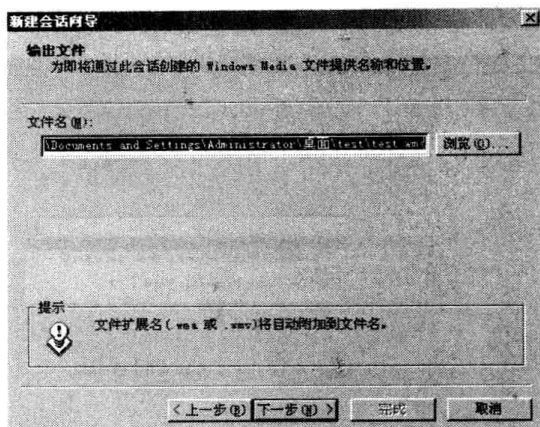 新建会话向导
输出文件
为即将通过此会话创建的 Windows Media 文件提供名称和位置。
文件名(N):
\Documents and Settings\Administrator\桌面\test\test.wmv
浏览(O)...
提示
文件扩展名(.wma 或 .wmv)将自动附加到文件名。
<上一步(B) 下一步(N)> 完成 取消